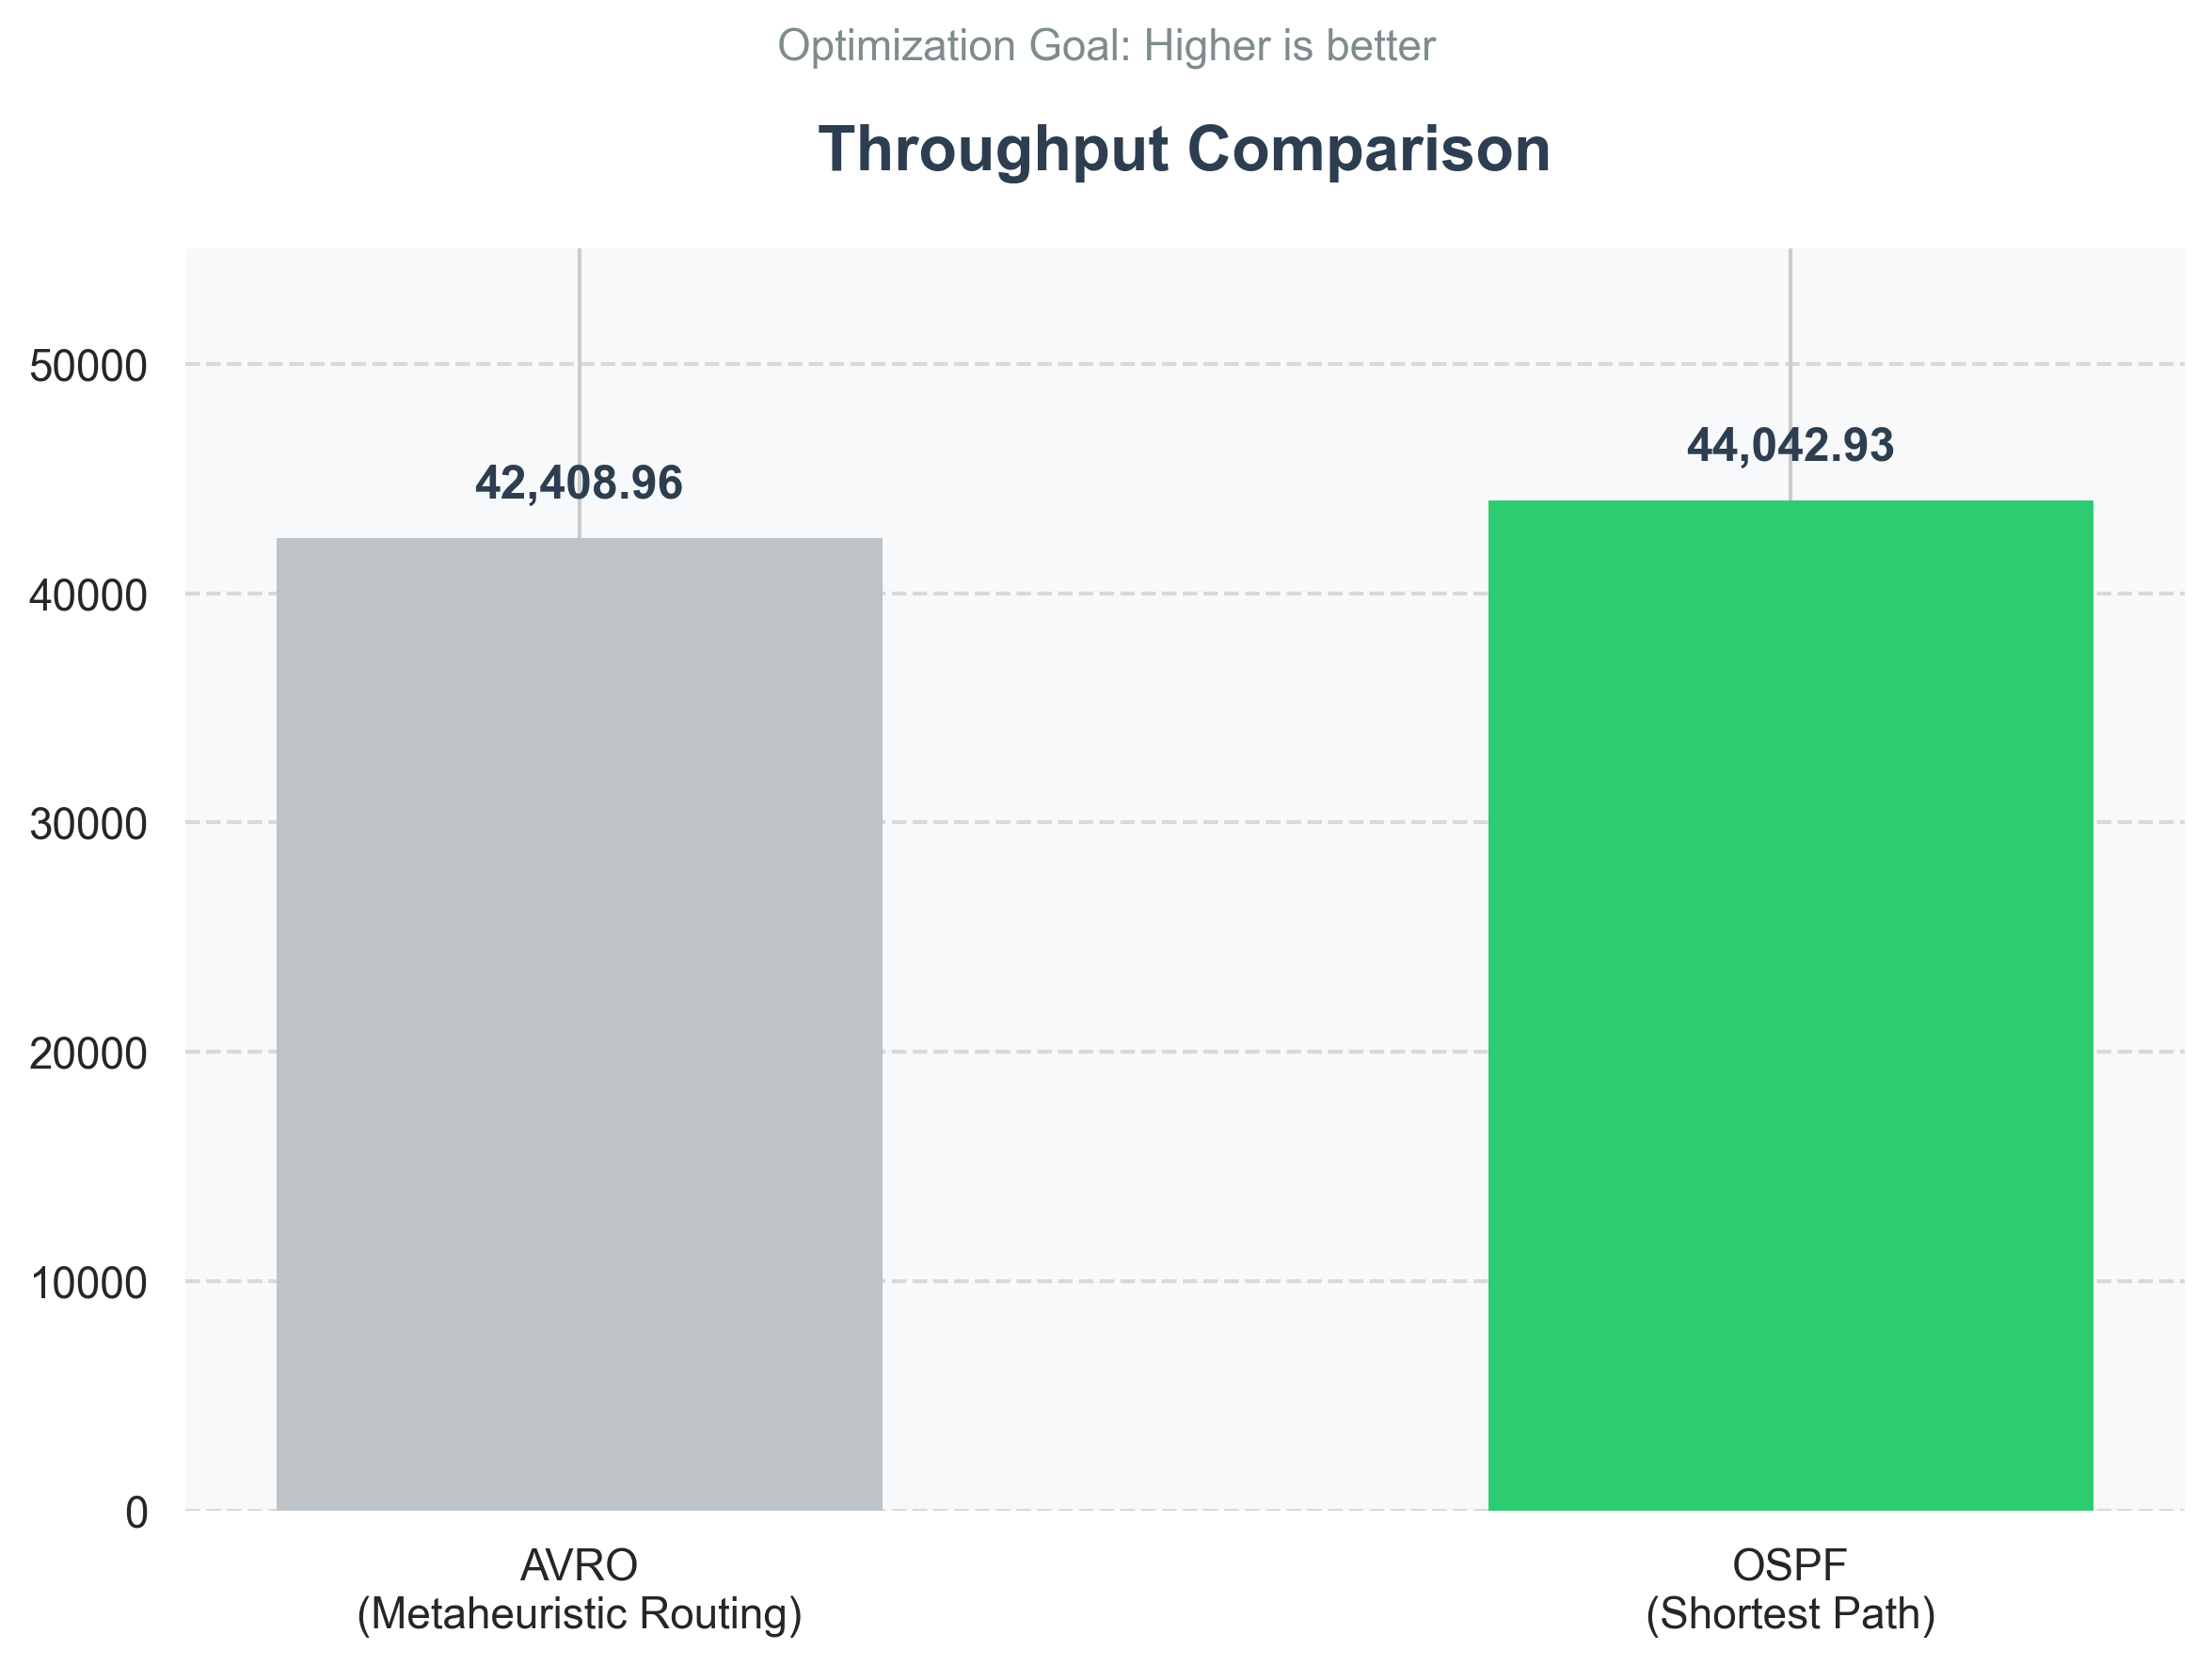 Optimization Goal: Higher is better
Throughput Comparison
50000
40000
30000
20000
10000
0
42,408.96
44,042.93
AVRO
(Metaheuristic Routing)
OSPF
(Shortest Path)